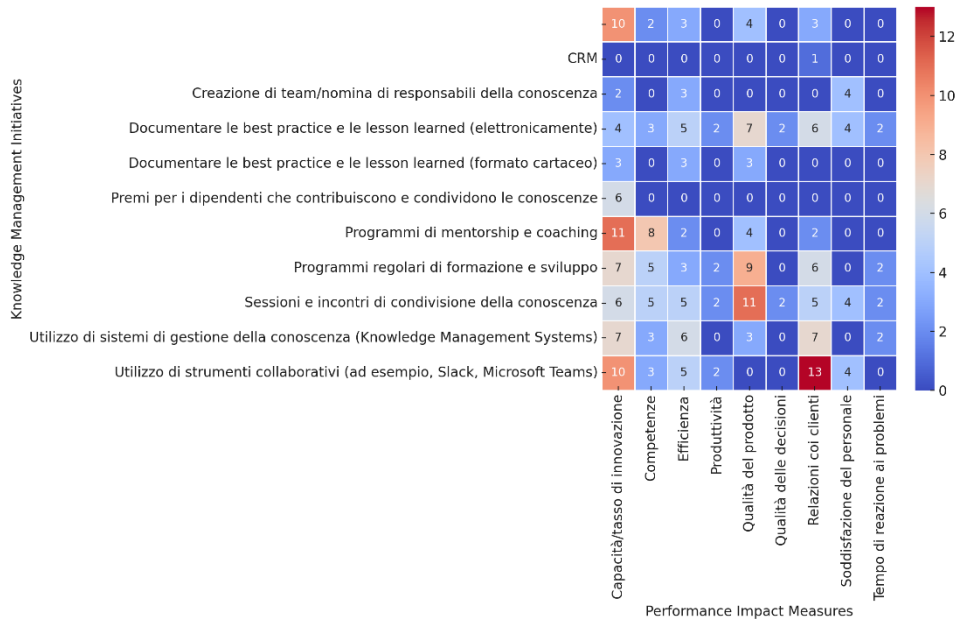 Knowledge Management Initiatives
10 2 3 0 4 0 3 0 0
CRM 0 0 0 0 0 0 1 0 0
Creazione di team/nomina di responsabili della conoscenza 2 0 3 0 0 0 0 4 0
Documentare le best practice e le lesson learned (elettronicamente) 4 3 5 2 7 2 6 4 2
Documentare le best practice e le lesson learned (formato cartaceo) 3 0 3 0 3 0 0 0 0
Premi per i dipendenti che contribuiscono e condividono le conoscenze 6 0 0 0 0 0 0 0 0
Programmi di mentorship e coaching 11 8 2 0 4 0 2 0 0
Programmi regolari di formazione e sviluppo 7 5 3 2 9 0 6 0 2
Sessioni e incontri di condivisione della conoscenza 6 5 5 2 11 2 5 4 2
Utilizzo di sistemi di gestione della conoscenza (Knowledge Management Systems) 7 3 6 0 3 0 7 0 2
Utilizzo di strumenti collaborativi (ad esempio, Slack, Microsoft Teams) 10 3 5 2 0 0 13 4 0
Capacità/tasso di innovazione
Competenze
Efficienza
Produttività
Qualità del prodotto
Qualità delle decisioni
Relazioni coi clienti
Soddisfazione del personale
Tempo di reazione ai problemi
Performance Impact Measures
12
10
8
6
4
2
0